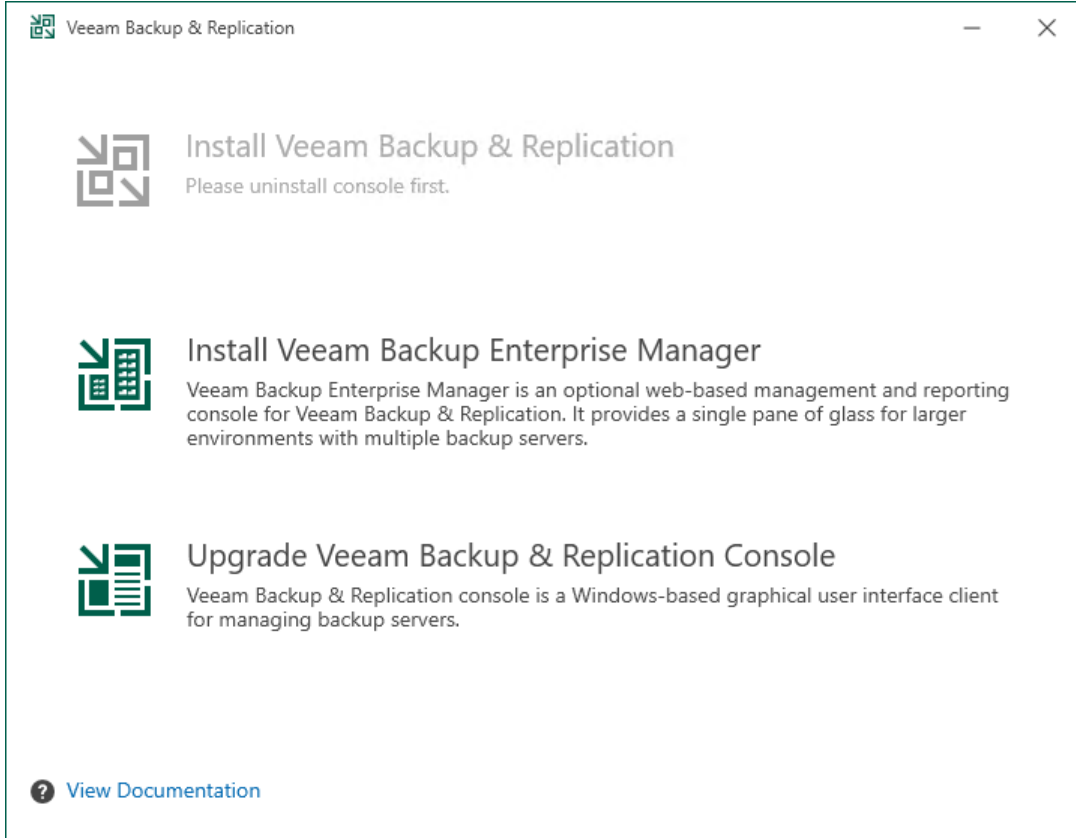 Veeam Backup & Replication
Install Veeam Backup & Replication
Please uninstall console first.
Install Veeam Backup Enterprise Manager
Veeam Backup Enterprise Manager is an optional web-based management and reporting
console for Veeam Backup & Replication. It provides a single pane of glass for larger
environments with multiple backup servers.
Upgrade Veeam Backup & Replication Console
Veeam Backup & Replication console is a Windows-based graphical user interface client
for managing backup servers.
? View Documentation